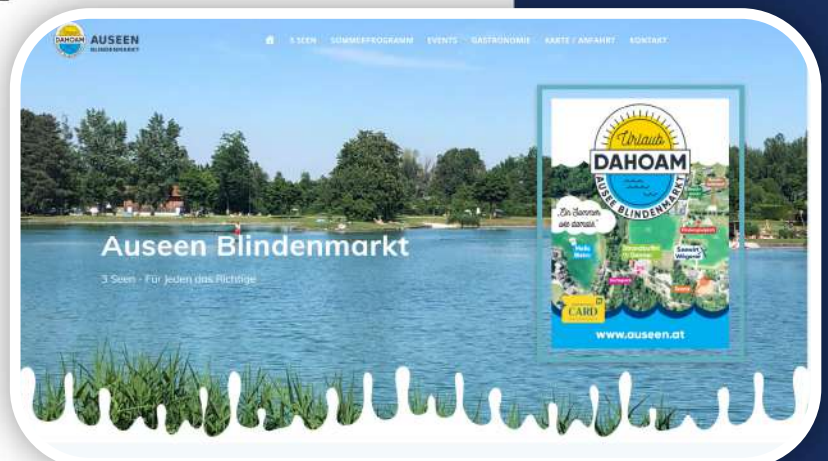 DAHOAM
AUSEEN
BLINDENMARKT
3 SEEN
SOMMERPROGRAMM
EVENTS
GASTRONOMIE
KARTE / ANFAHRT
KONTAKT
Auseen Blindenmarkt
3 Seen - Für Jeden das Richtige
Urlaub
DAHOAM
AUSEE BLINDENMARKT
"Ein Sommer
wie damals."
Seewirt
CARD
www.auseen.at